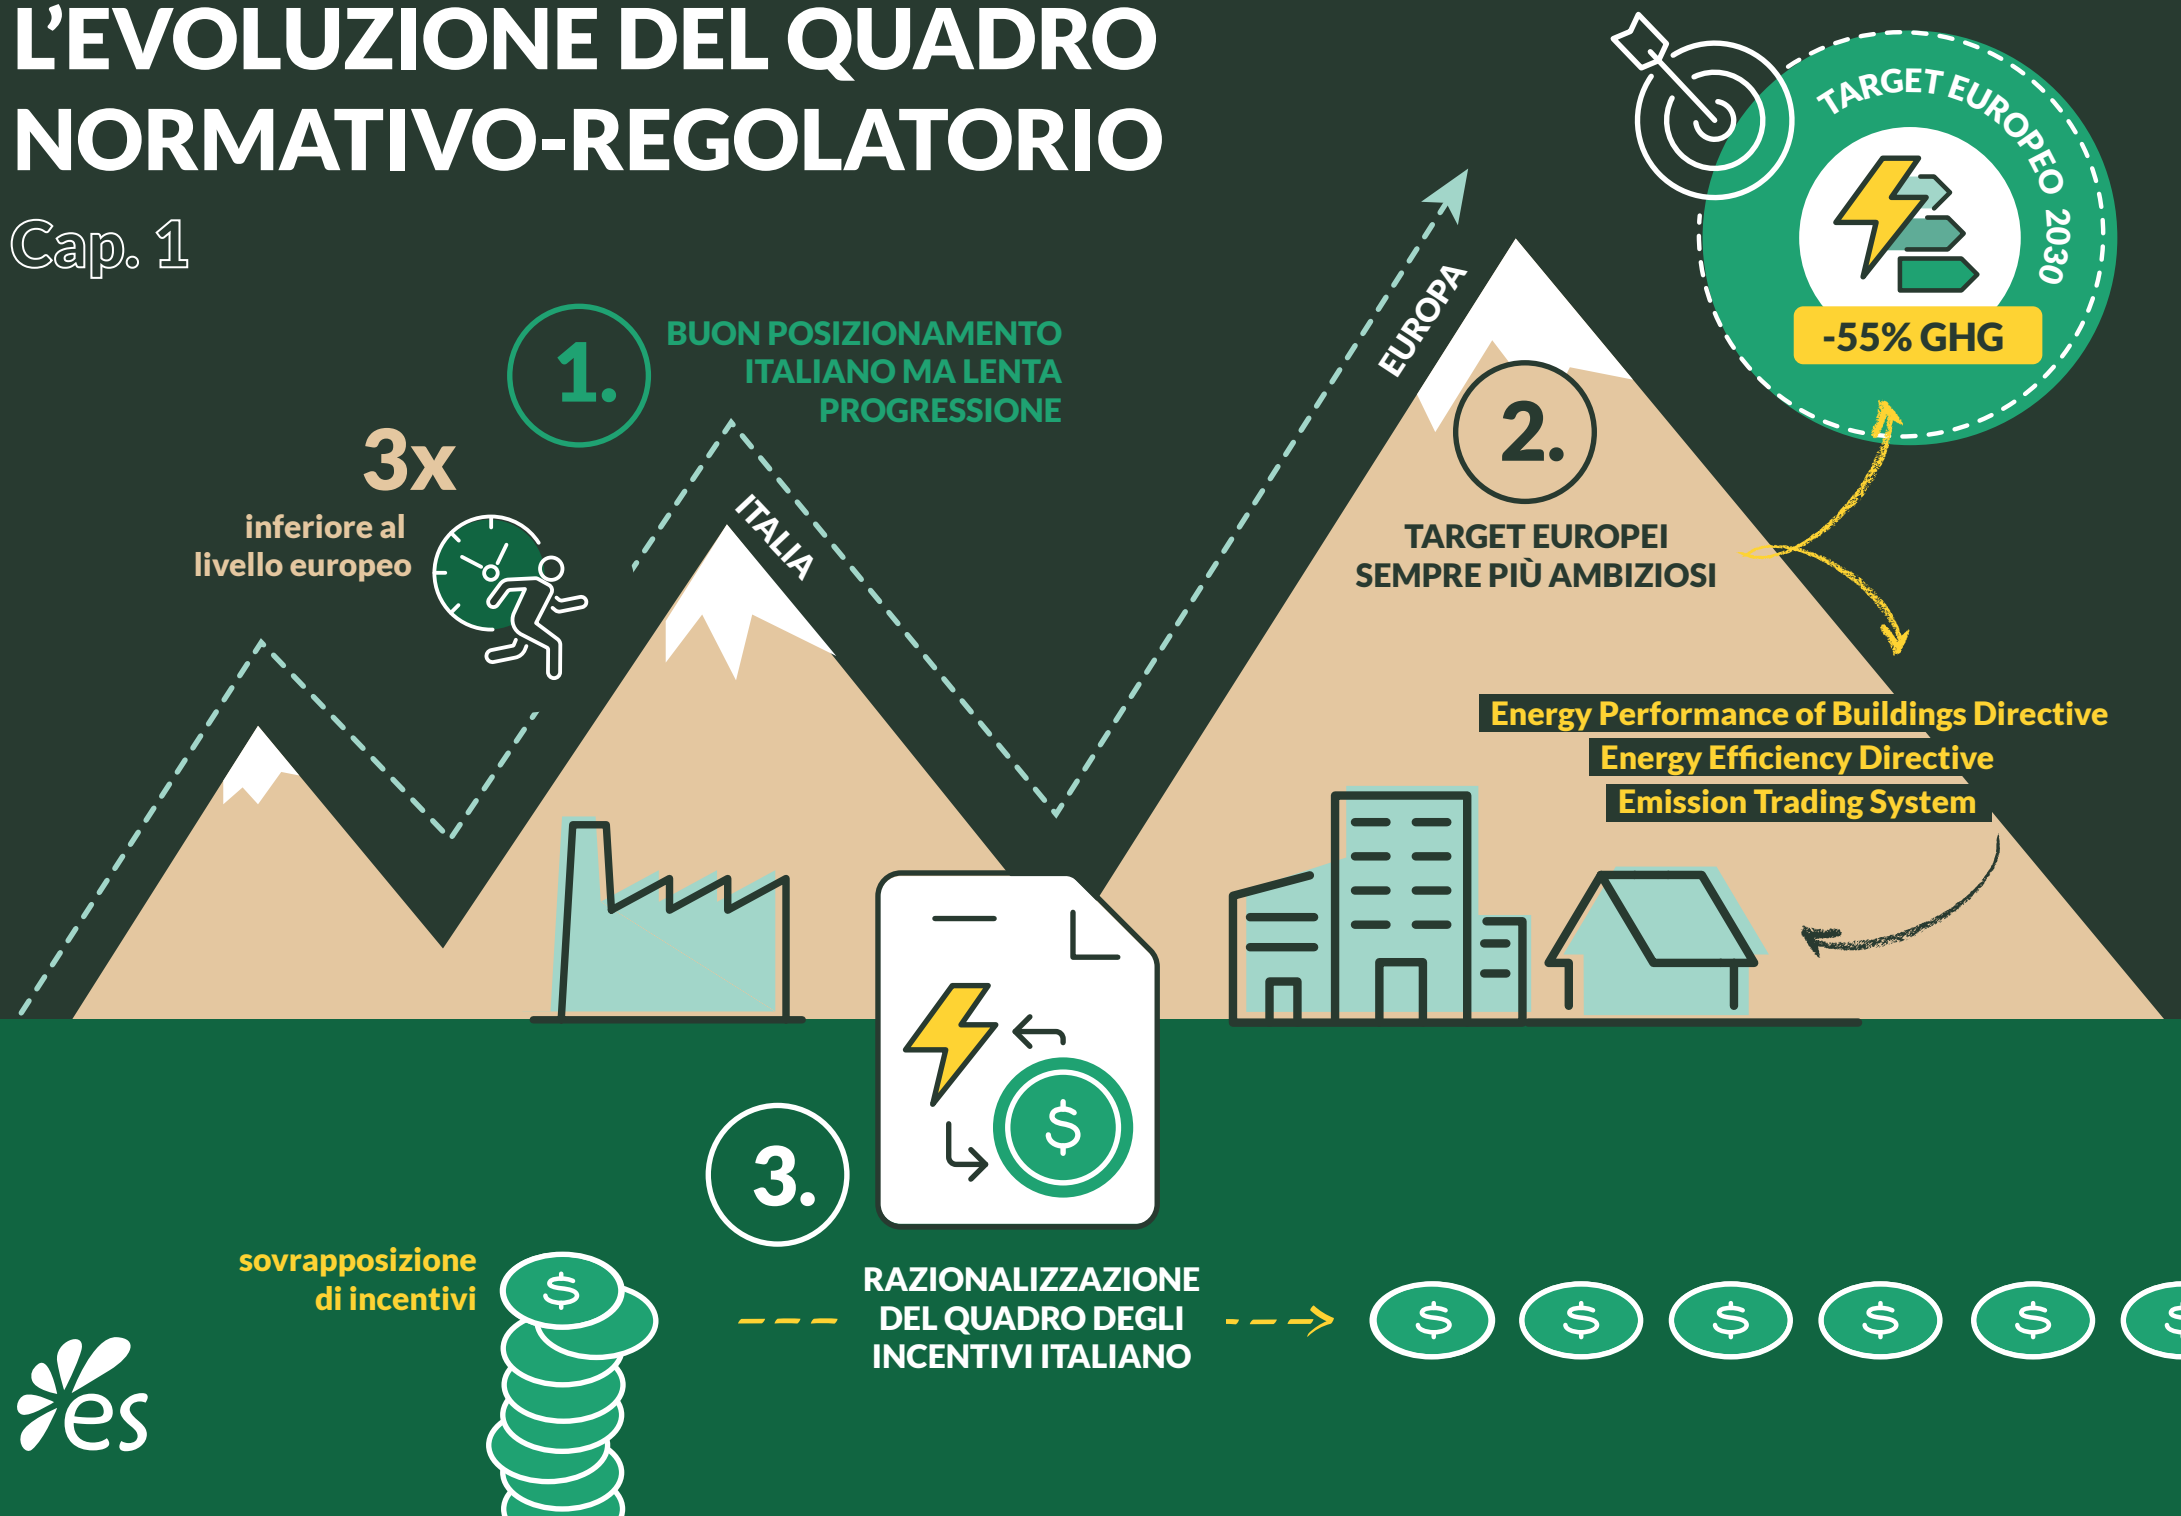 L'EVOLUZIONE DEL QUADRO
NORMATIVO-REGOLATORIO
Cap. 1
TARGET EUROPEO 2030
-55% GHG
1.
BUON POSIZIONAMENTO
ITALIANO MA LENTA
PROGRESSIONE
3x
inferiore al
livello europeo
ITALIA
EUROPA
2.
TARGET EUROPEI
SEMPRE PIÙ AMBIZIOSI
Energy Performance of Buildings Directive
Energy Efficiency Directive
Emission Trading System
$
3.
RAZIONALIZZAZIONE
DEL QUADRO DEGLI
INCENTIVI ITALIANO
sovrapposizione
di incentivi
$
$ $ $ $ $ $
es